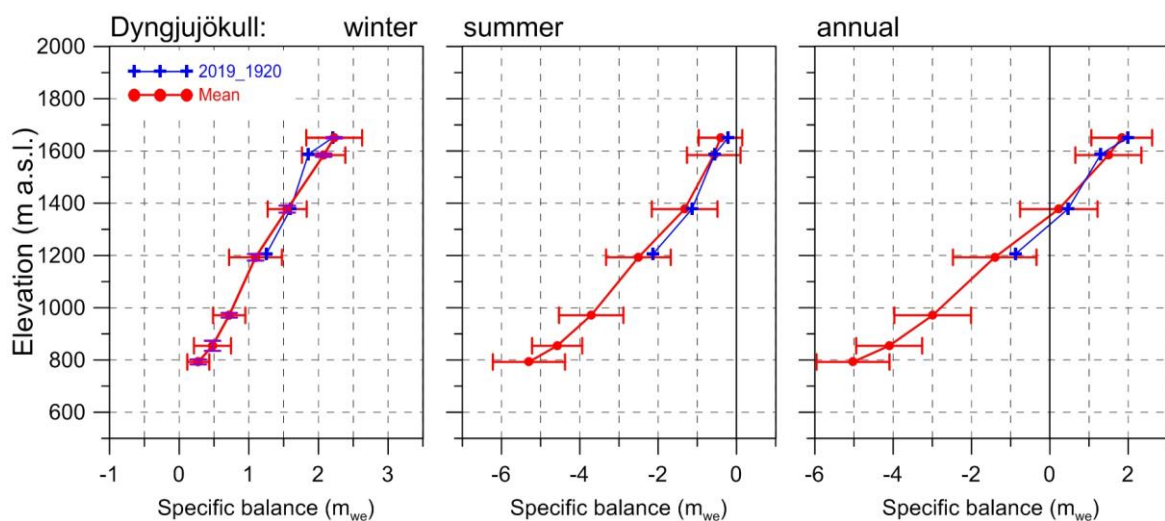 Dyngjujökull: winter summer annual
2000
1800
1600
1400
1200
1000
800
600
Elevation (m a.s.l.)
2019_1920
Mean
-1 0 1 2 3 -6 -4 -2 0 -6 -4 -2 0 2
Specific balance (mwe) Specific balance (mwe) Specific balance (mwe)